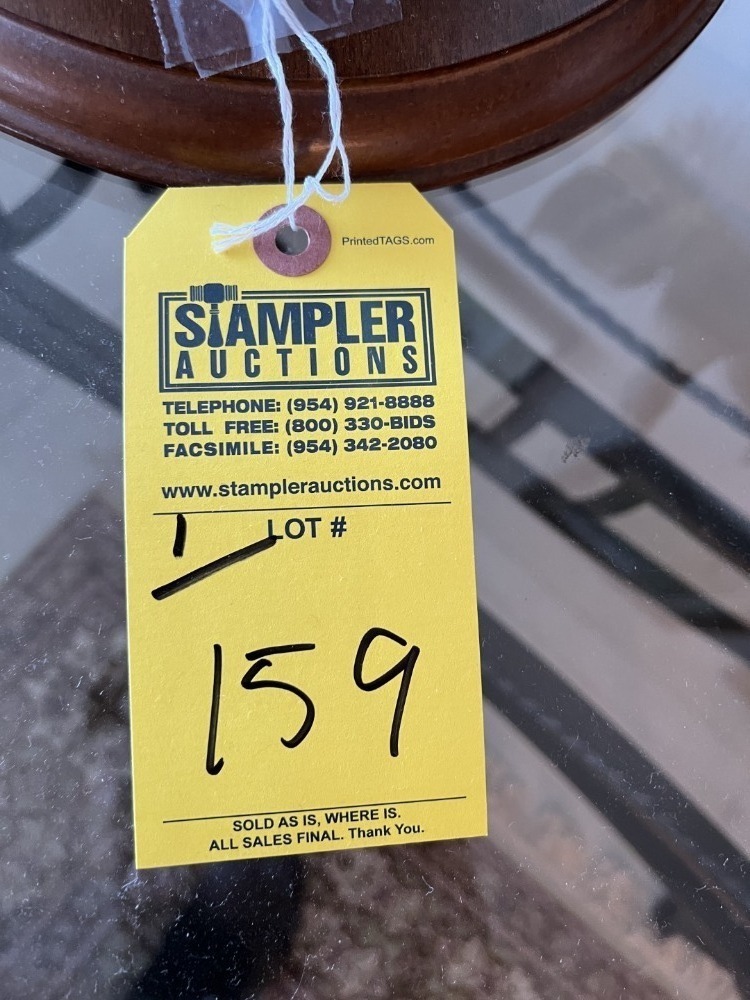 PrintedTAGS.com
STAMPLER
AUCTIONS
TELEPHONE: (954) 921-8888
TOLL FREE: (800) 330-BIDS
FACSIMILE: (954) 342-2080
www.stamplerauctions.com
1
LOT #
159
SOLD AS IS, WHERE IS.
ALL SALES FINAL. Thank You.